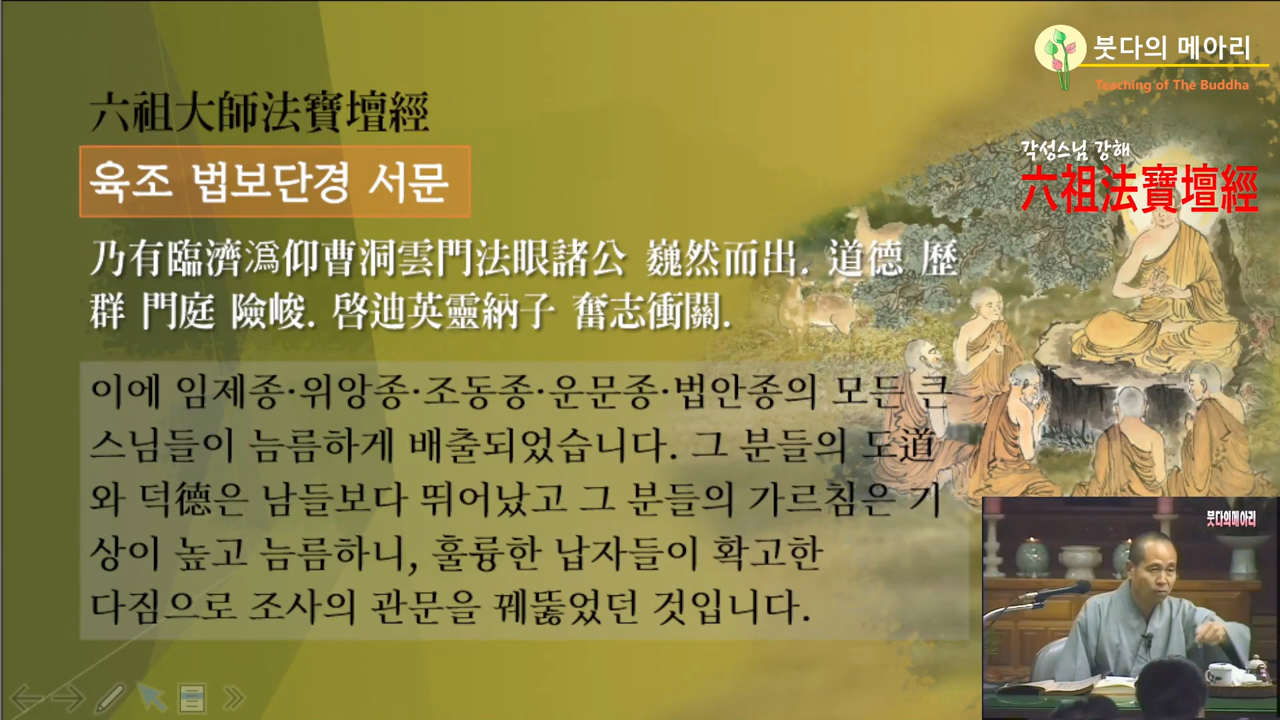 붓다의 메아리
Teaching of The Buddha
六祖大師法寶壇經
육조 법보단경 서문
각성스님 강해
六祖法寶壇經
乃有臨濟潙仰曹洞雲門法眼諸公 巍然而出. 道德 歷
群 門庭 險峻. 啓迪英靈納子 奮志衝關.
이에 임제종·위앙종·조동종·운문종·법안종의 모든 큰
스님들이 늠름하게 배출되었습니다. 그 분들의 도道
와 덕德은 남들보다 뛰어났고 그 분들의 가르침은 기
상이 높고 늠름하니, 훌륭한 납자들이 확고한
다짐으로 조사의 관문을 꿰뚫었던 것입니다.
붓다의메아리